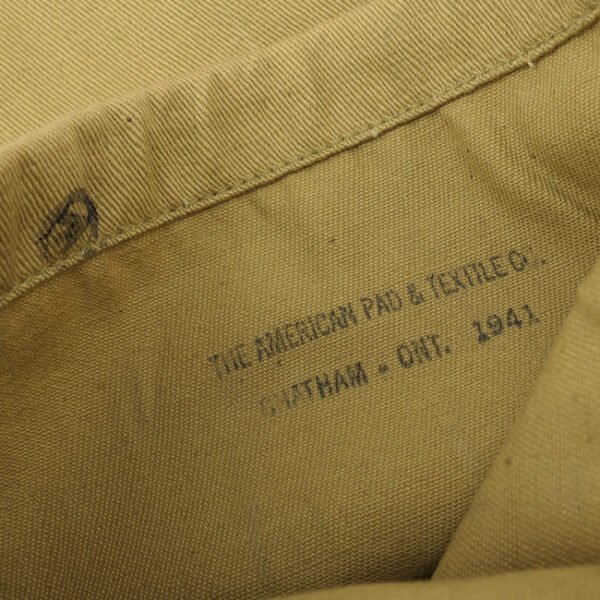 THE AMERICAN PAD & TEXTILE CO.
CHATHAM - ONT. 1941